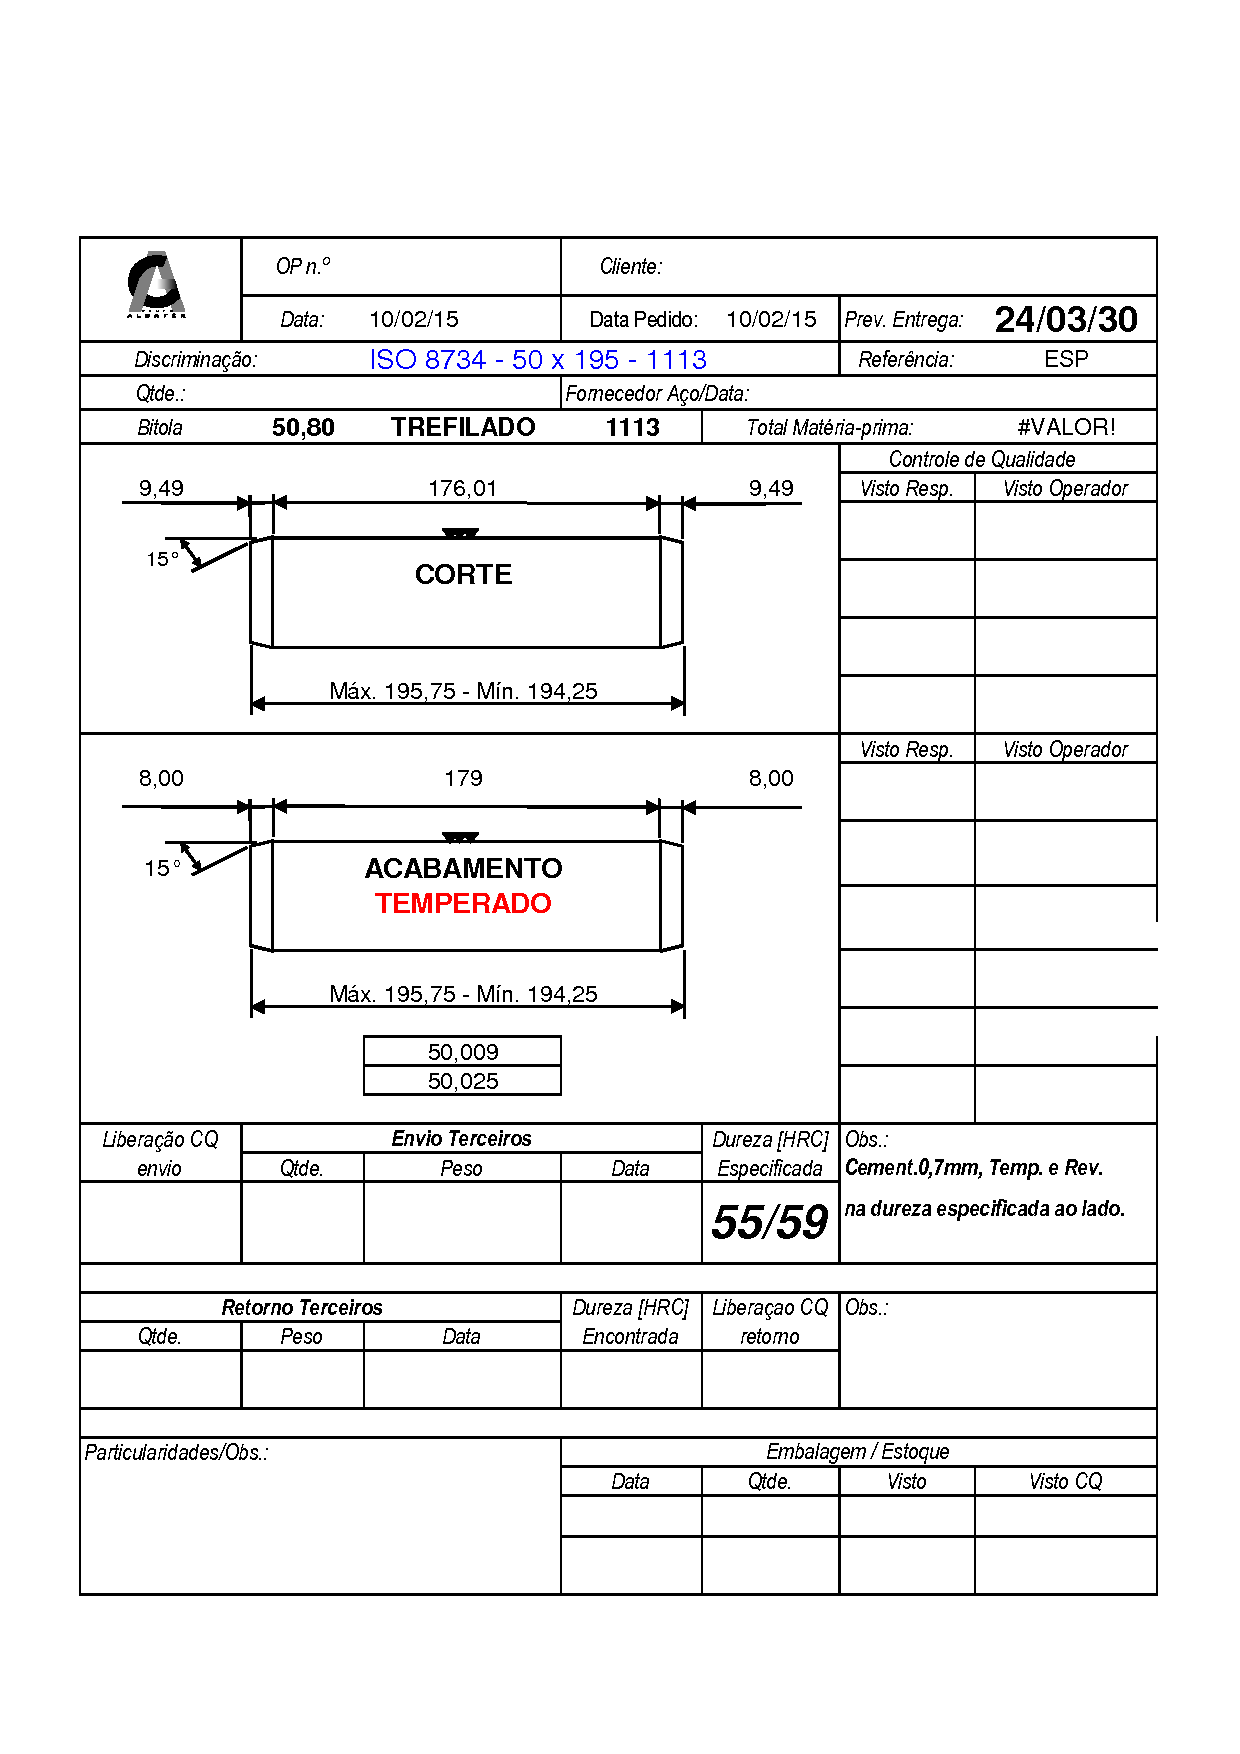 OP n.º Cliente:
ALBAFER
Data: 10/02/15 Data Pedido: 10/02/15 Prev. Entrega: 24/03/30
Discriminação: ISO 8734 - 50 x 195 - 1113 Referência: ESP
Qtde.: Fornecedor Aço/Data:
Bitola 50,80 TREFILADO 1113 Total Matéria-prima: #VALOR!
Controle de Qualidade
9,49 176,01 9,49 Visto Resp. Visto Operador
15°
CORTE
Máx. 195,75 - Mín. 194,25
Visto Resp. Visto Operador
8,00 179 8,00
15°
ACABAMENTO
TEMPERADO
Máx. 195,75 - Mín. 194,25
50,009
50,025
Liberação CQ Envio Terceiros Dureza [HRC] Obs.:
envio Qtde. Peso Data Especificada Cement.0,7mm, Temp. e Rev.
55/59 na dureza especificada ao lado.
Retorno Terceiros Dureza [HRC] Liberaçao CQ Obs.:
Qtde. Peso Data Encontrada retorno
Particularidades/Obs.: Embalagem / Estoque
Data Qtde. Visto Visto CQ